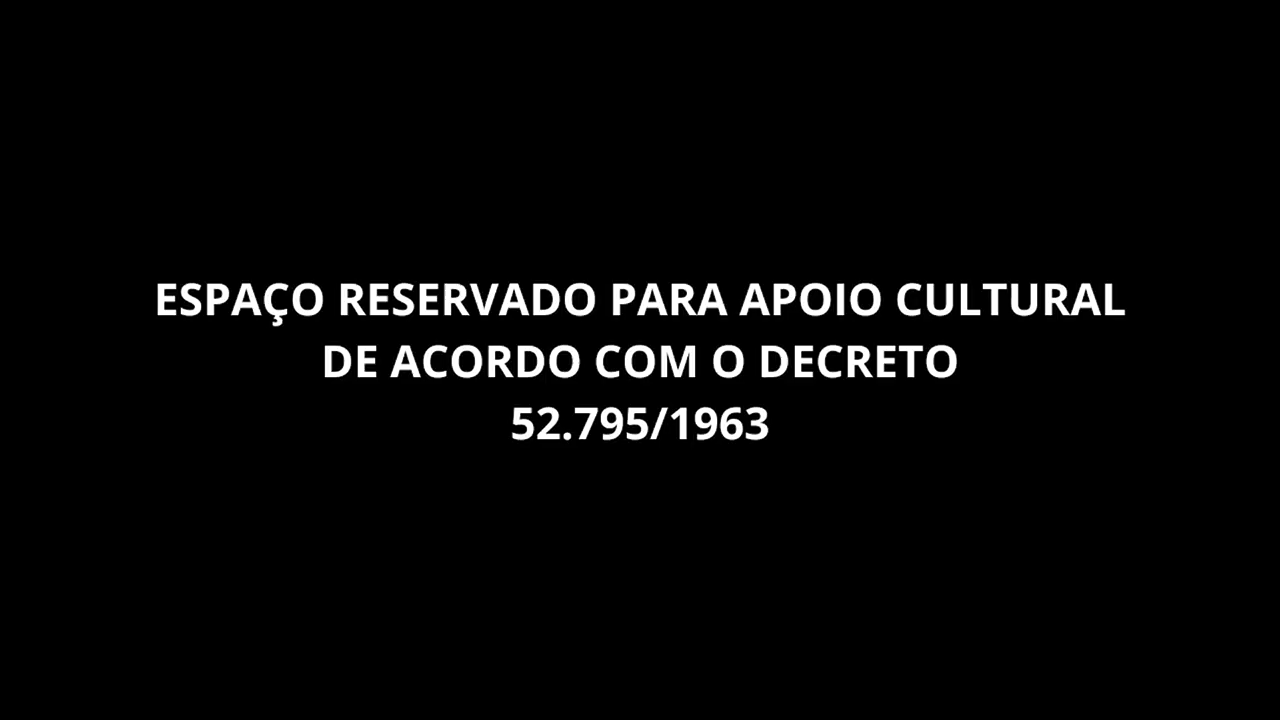 ESPAÇO RESERVADO PARA APOIO CULTURAL
DE ACORDO COM O DECRETO
52.795/1963